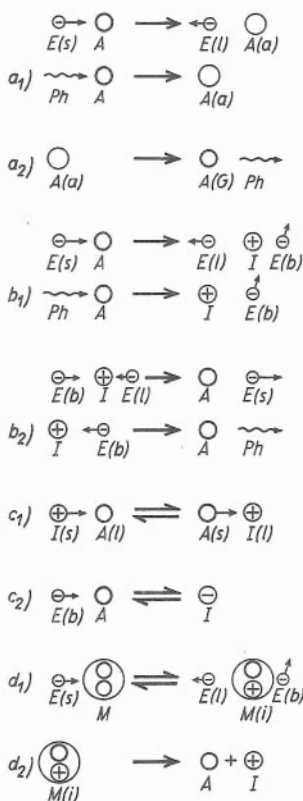 E(s) A E(l) A(a)
a₁) Ph A A(a)
a₂) A(a) A(G) Ph
E(s) A E(l) I E(b)
b₁) Ph A I E(b)
E(b) I E(l) A E(s)
b₂) I E(b) A Ph
c₁) I(s) A(l) A(s) I(l)
c₂) E(b) A I
d₁) E(s) M E(l) M(i) E(b)
d₂) M(i) A + I